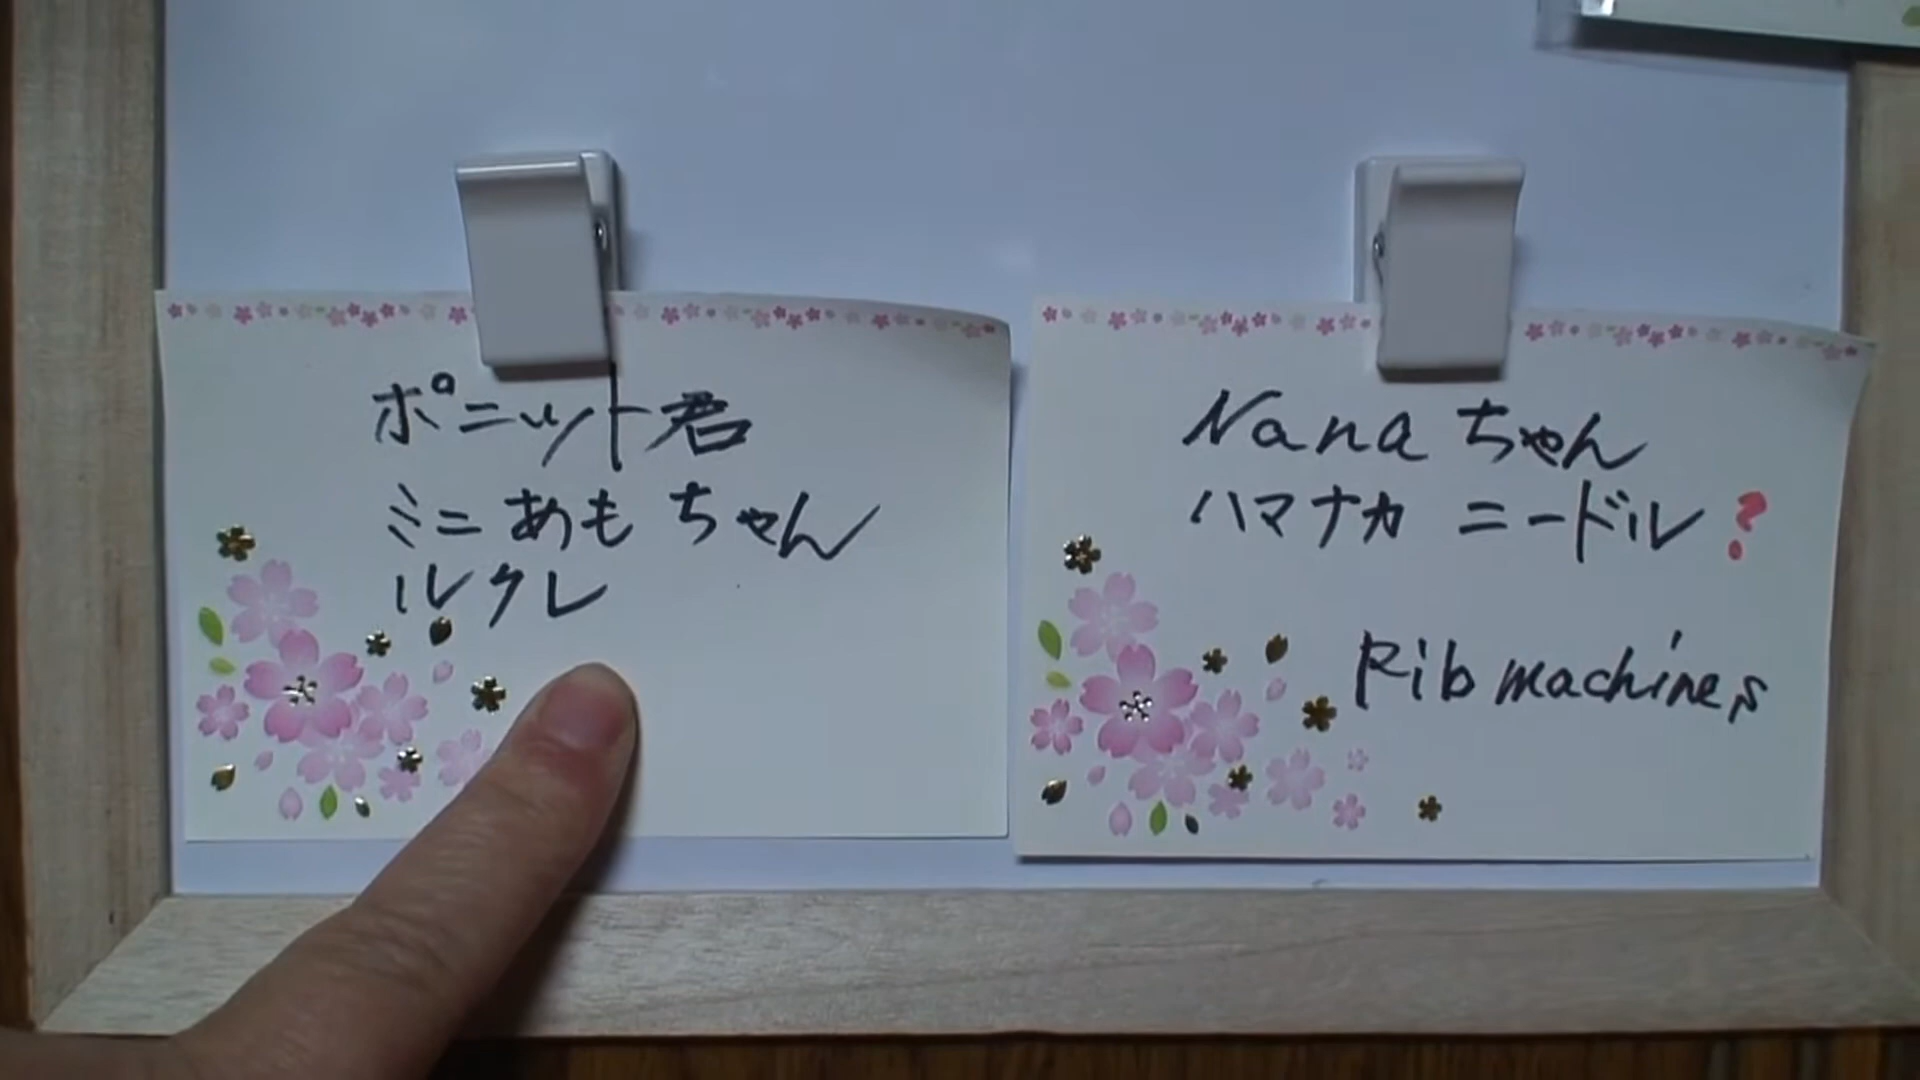 ポニット君
ミニあもちゃん
ルクレ
Nanaちゃん
ハマナカ ニードル?
Rib machines